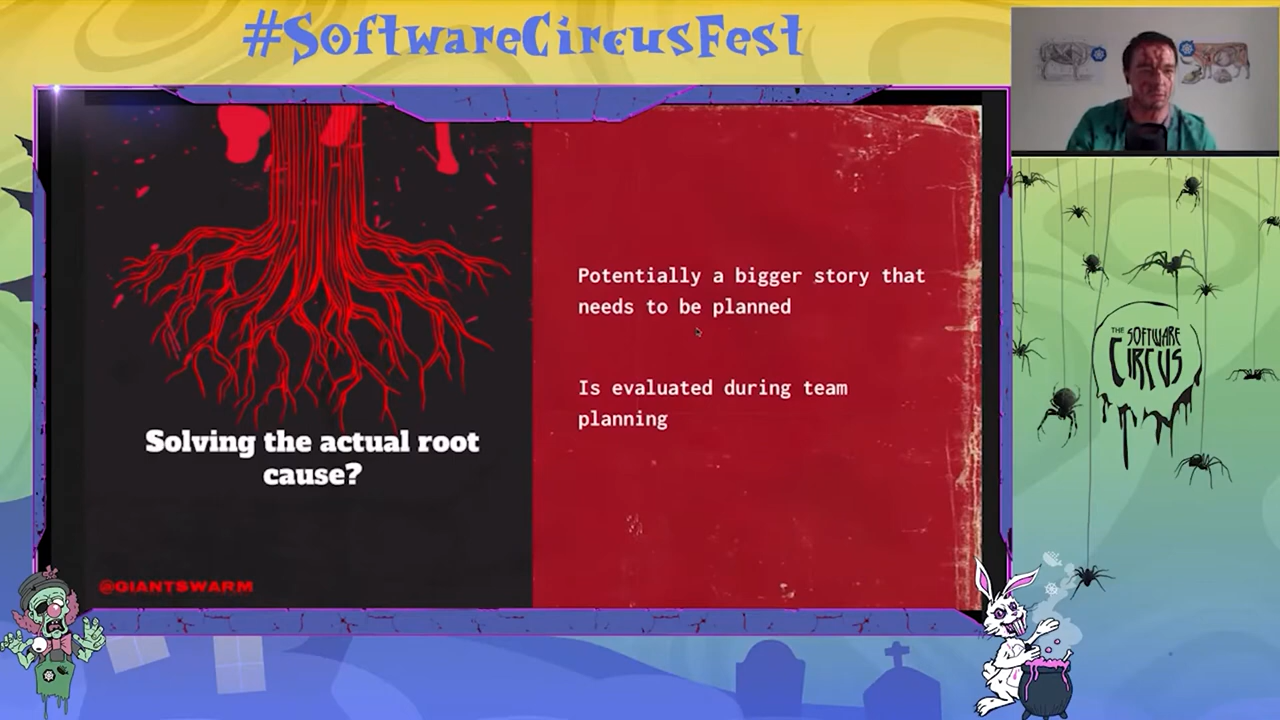 #SoftwareCircusFest
Potentially a bigger story that
needs to be planned
Is evaluated during team
planning
Solving the actual root
cause?
@GIANTSWARM
THE
SOFTWARE
CIRCUS